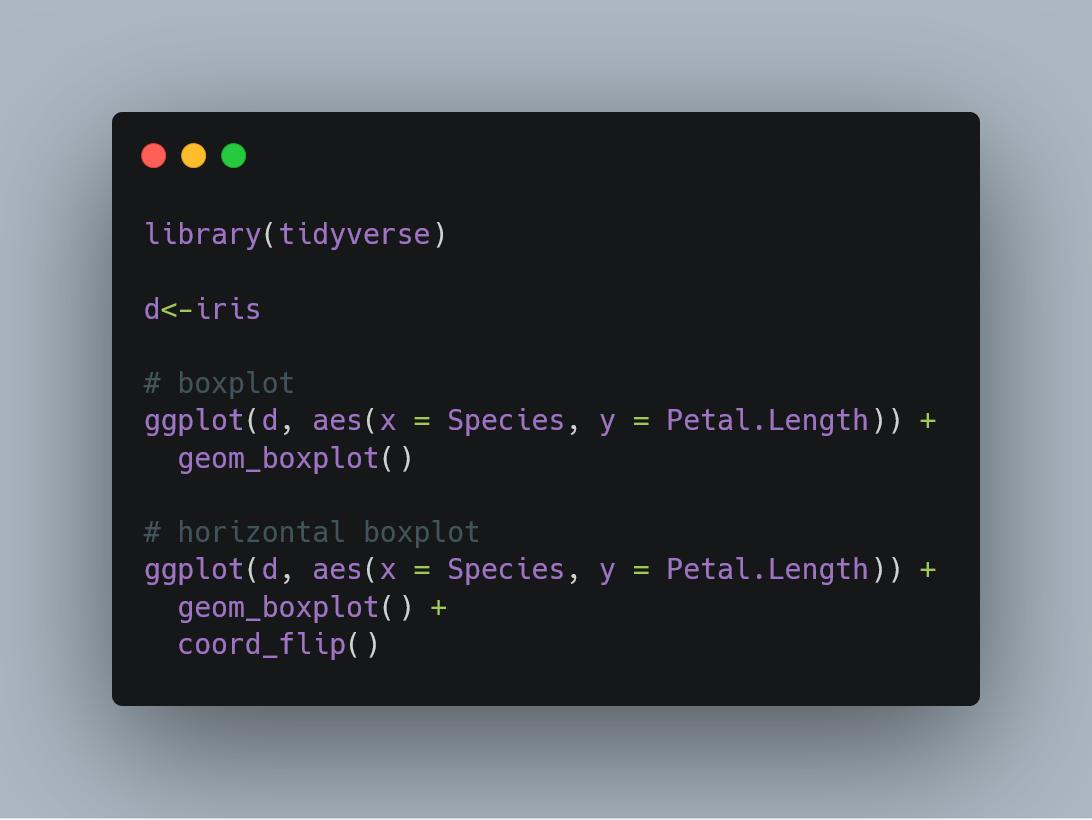 library(tidyverse)
d<-iris
# boxplot
ggplot(d, aes(x = Species, y = Petal.Length)) +
  geom_boxplot()
# horizontal boxplot
ggplot(d, aes(x = Species, y = Petal.Length)) +
  geom_boxplot() +
  coord_flip()